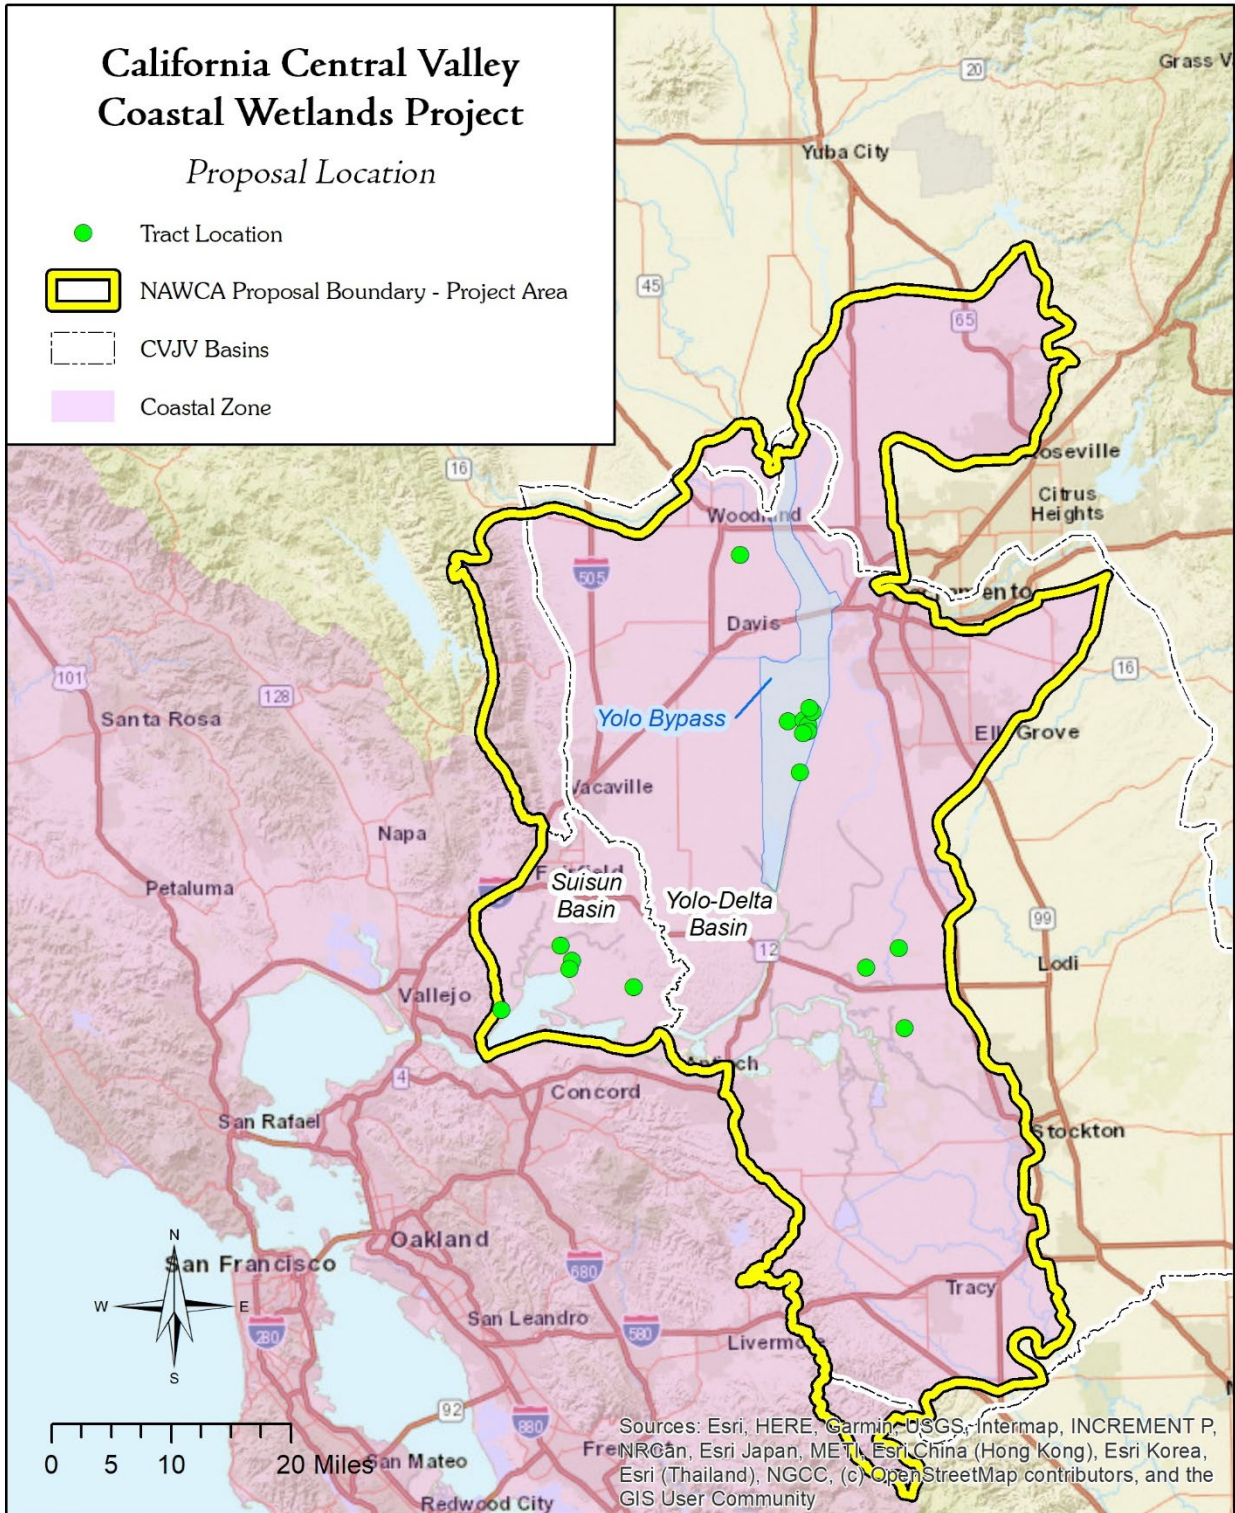 California Central Valley
Coastal Wetlands Project
Proposal Location
Tract Location
NAWCA Proposal Boundary - Project Area
CVJV Basins
Coastal Zone
20
Grass V
Yuba City
45
65
16
Roseville
Citrus
Heights
Woodland
505
Davis
101
128
16
Santa Rosa
Yolo Bypass
Elk Grove
Vacaville
Napa
Petaluma
Fairfield
Suisun
Basin
Yolo-Delta
Basin
99
12
Lodi
Vallejo
4
Antioch
Concord
San Rafael
Stockton
Oakland
San Francisco
N
W
E
S
680
Tracy
San Leandro
280
580
Livermore
92
880
0 5 10 20 Miles
San Mateo
Redwood City
Sources: Esri, HERE, Garmin, USGS, Intermap, INCREMENT P,
NRCan, Esri Japan, METI, Esri China (Hong Kong), Esri Korea,
Esri (Thailand), NGCC, (c) OpenStreetMap contributors, and the
GIS User Community